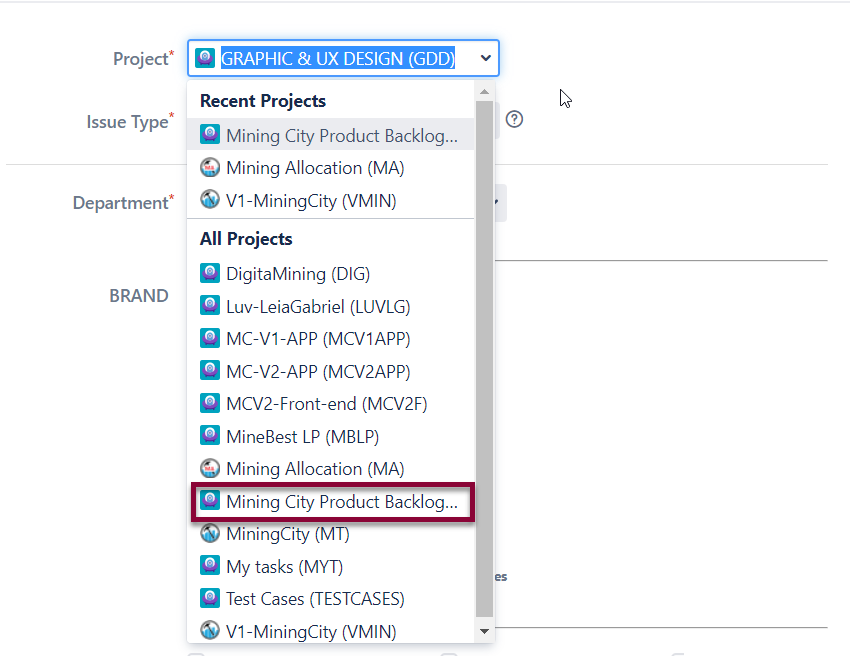 Project*
GRAPHIC & UX DESIGN (GDD)
Recent Projects
Issue Type*
?
Mining City Product Backlog...
Mining Allocation (MA)
V1-MiningCity (VMIN)
Department*
All Projects
DigitaMining (DIG)
BRAND
Luv-LeiaGabriel (LUVLG)
MC-V1-APP (MCV1APP)
MC-V2-APP (MCV2APP)
MCV2-Front-end (MCV2F)
MineBest LP (MBLP)
Mining Allocation (MA)
Mining City Product Backlog...
MiningCity (MT)
My tasks (MYT)
es
Test Cases (TESTCASES)
V1-MiningCity (VMIN)